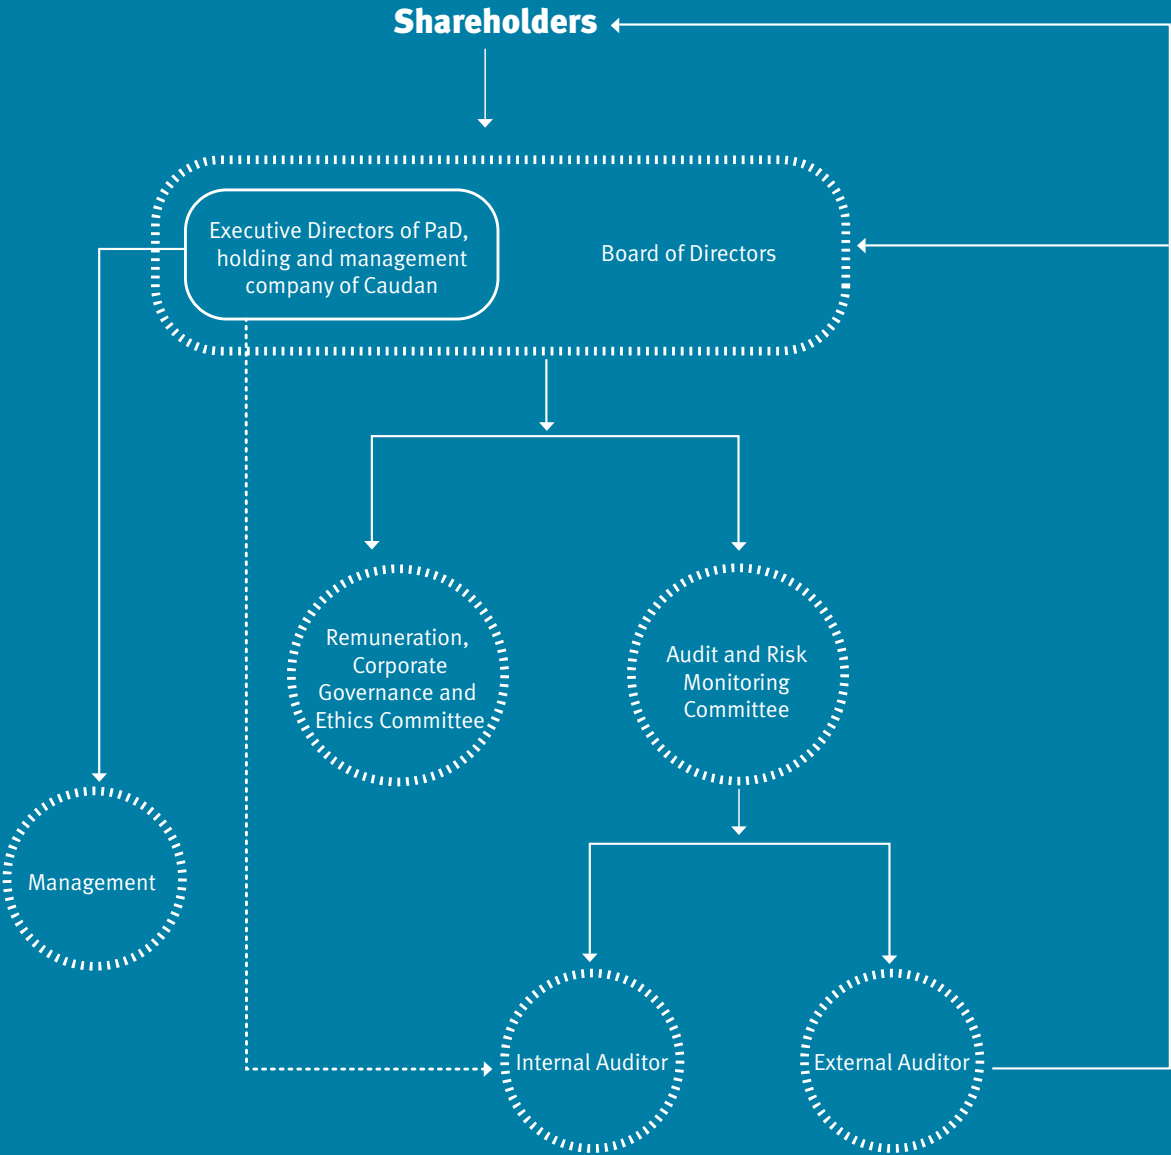 Shareholders
Executive Directors of PaD,
holding and management
company of Caudan
Board of Directors
Remuneration,
Corporate
Governance and
Ethics Committee
Audit and Risk
Monitoring
Committee
Management
Internal Auditor
External Auditor